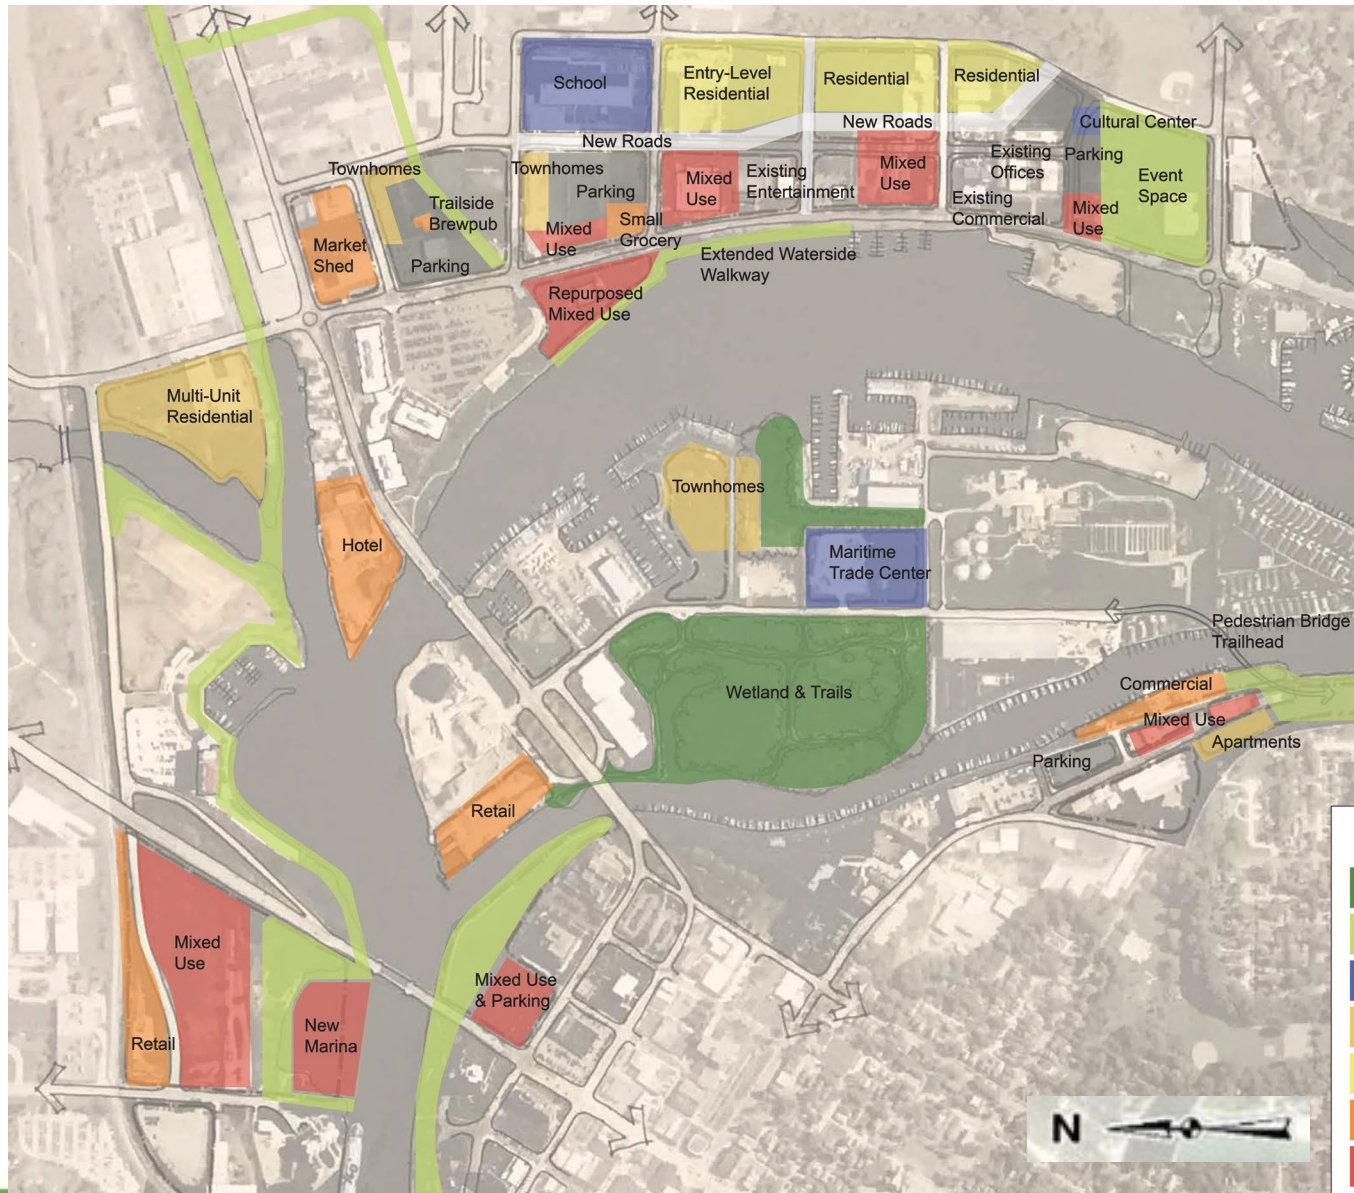 School
Entry-Level
Residential
Residential
Residential
New Roads
New Roads
Cultural Center
Townhomes
Townhomes
Parking
Mixed
Use
Existing
Entertainment
Mixed
Use
Existing
Offices
Parking
Event
Space
Trailside
Brewpub
Market
Shed
Parking
Mixed
Use
Small
Grocery
Existing
Commercial
Mixed
Use
Extended Waterside
Walkway
Repurposed
Mixed Use
Multi-Unit
Residential
Townhomes
Hotel
Maritime
Trade Center
Pedestrian Bridge
Trailhead
Wetland & Trails
Commercial
Mixed Use
Apartments
Parking
Retail
Mixed
Use
Mixed Use
& Parking
New
Marina
Retail
N